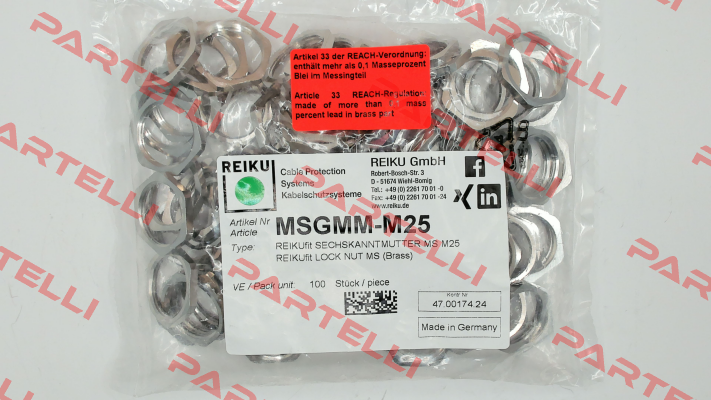 Artikel 33 der REACH-Verordnung:
enthält mehr als 0,1 Masseprozent
Blei im Messingteil
Article 33 REACH-Regulation
made of more than 0,1 mass
percent lead in brass part
REIKU
Cable Protection
Systems
Kabelschutzsysteme
REIKU GmbH
Robert-Bosch-Str. 3
D - 51674 Wiehl-Bomig
Tel.: +49 (0) 2261 70 01 -0
Fax: +49 (0) 2261 70 01 -24
www.reiku.de
Artikel Nr
Article
MSGMM-M25
Type:
REIKUfit SECHSKANNTMUTTER MS M25
REIKUfit LOCK NUT MS (Brass)
VE / Pack unit: 100 Stück / piece
Kontr Nr
47.00174.24
Made in Germany
PARTELLI
PARTELLI
PARTELLI
PARTELLI
PARTELLI